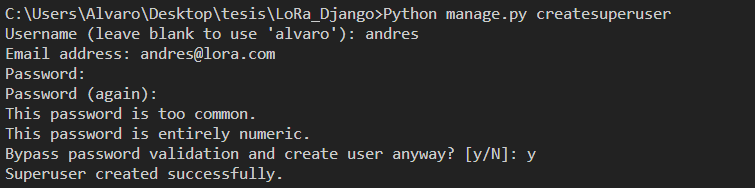 C:\Users\Alvaro\Desktop\tesis\LoRa_Django>Python manage.py createsuperuser
Username (leave blank to use 'alvaro'): andres
Email address: andres@lora.com
Password:
Password (again):
This password is too common.
This password is entirely numeric.
Bypass password validation and create user anyway? [y/N]: y
Superuser created successfully.